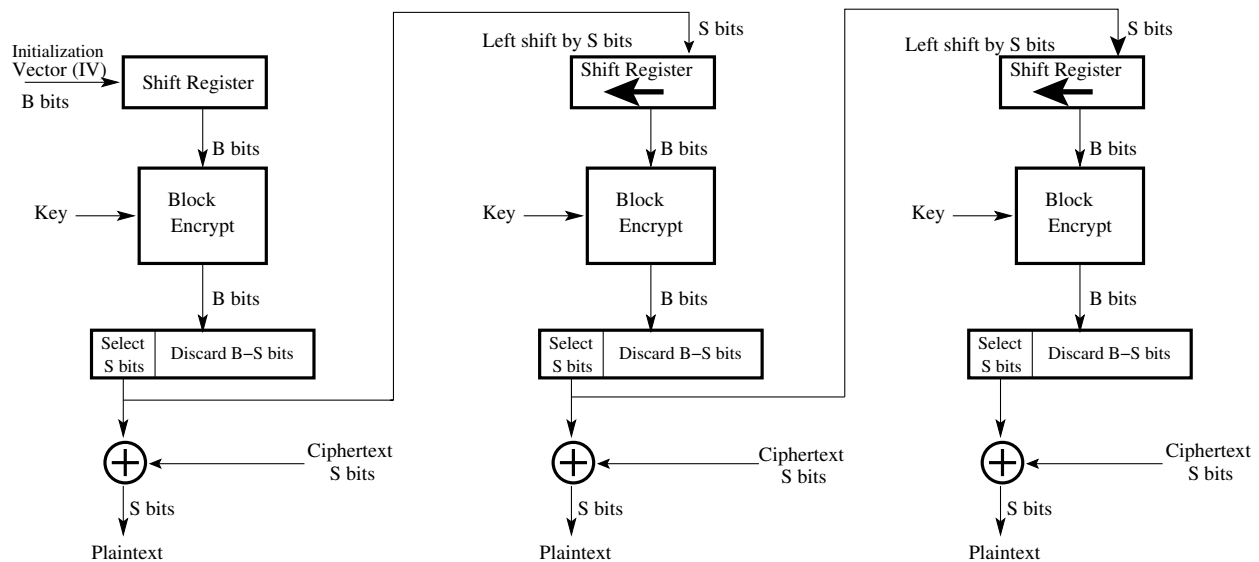 S bits
S bits
Left shift by S bits
Left shift by S bits
Initialization
Vector (IV)
B bits
Shift Register
Shift Register
Shift Register
B bits
B bits
B bits
Key
Block
Encrypt
Key
Block
Encrypt
Key
Block
Encrypt
B bits
B bits
B bits
Select
S bits
Discard B−S bits
Select
S bits
Discard B−S bits
Select
S bits
Discard B−S bits
Ciphertext
S bits
Ciphertext
S bits
Ciphertext
S bits
S bits
S bits
S bits
Plaintext
Plaintext
Plaintext